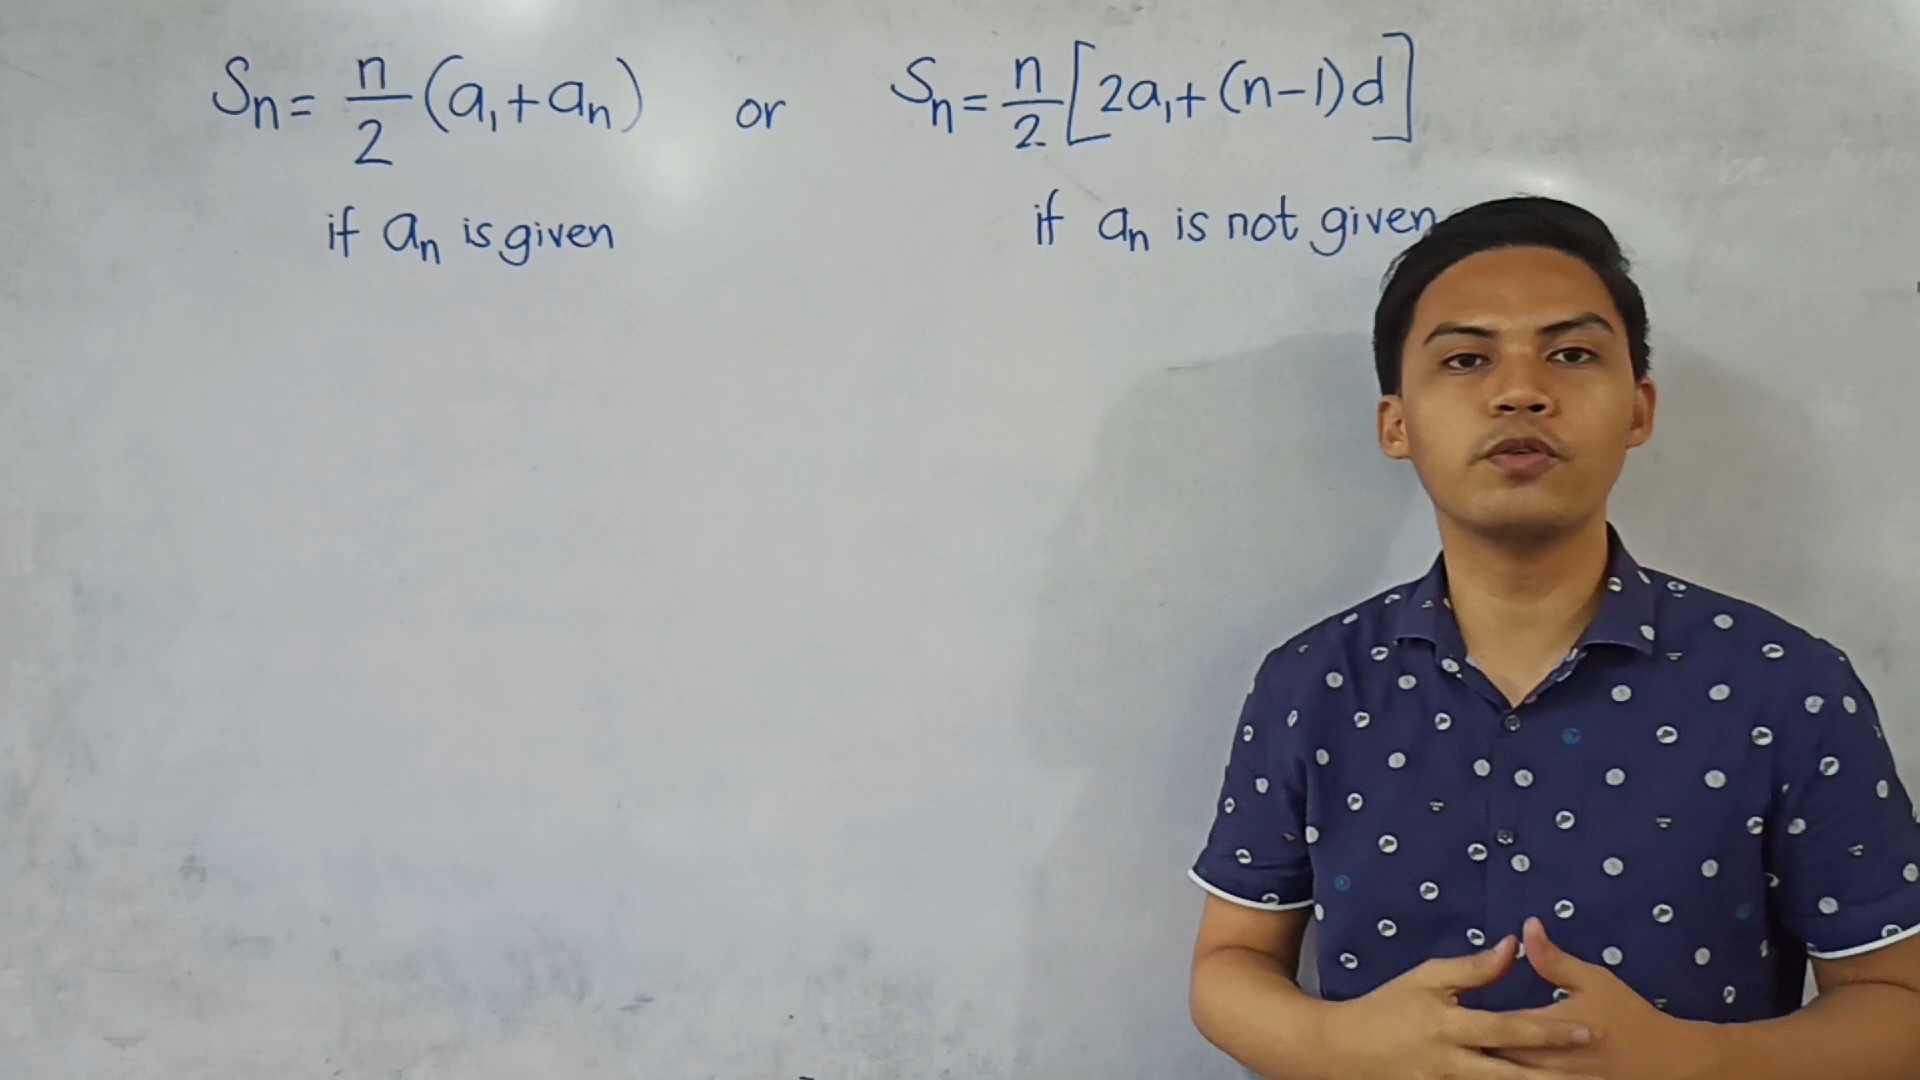 Sn = n/2 (a₁ + aₙ) or Sn = n/2 [2a₁ + (n-1)d]
if aₙ is given if aₙ is not given